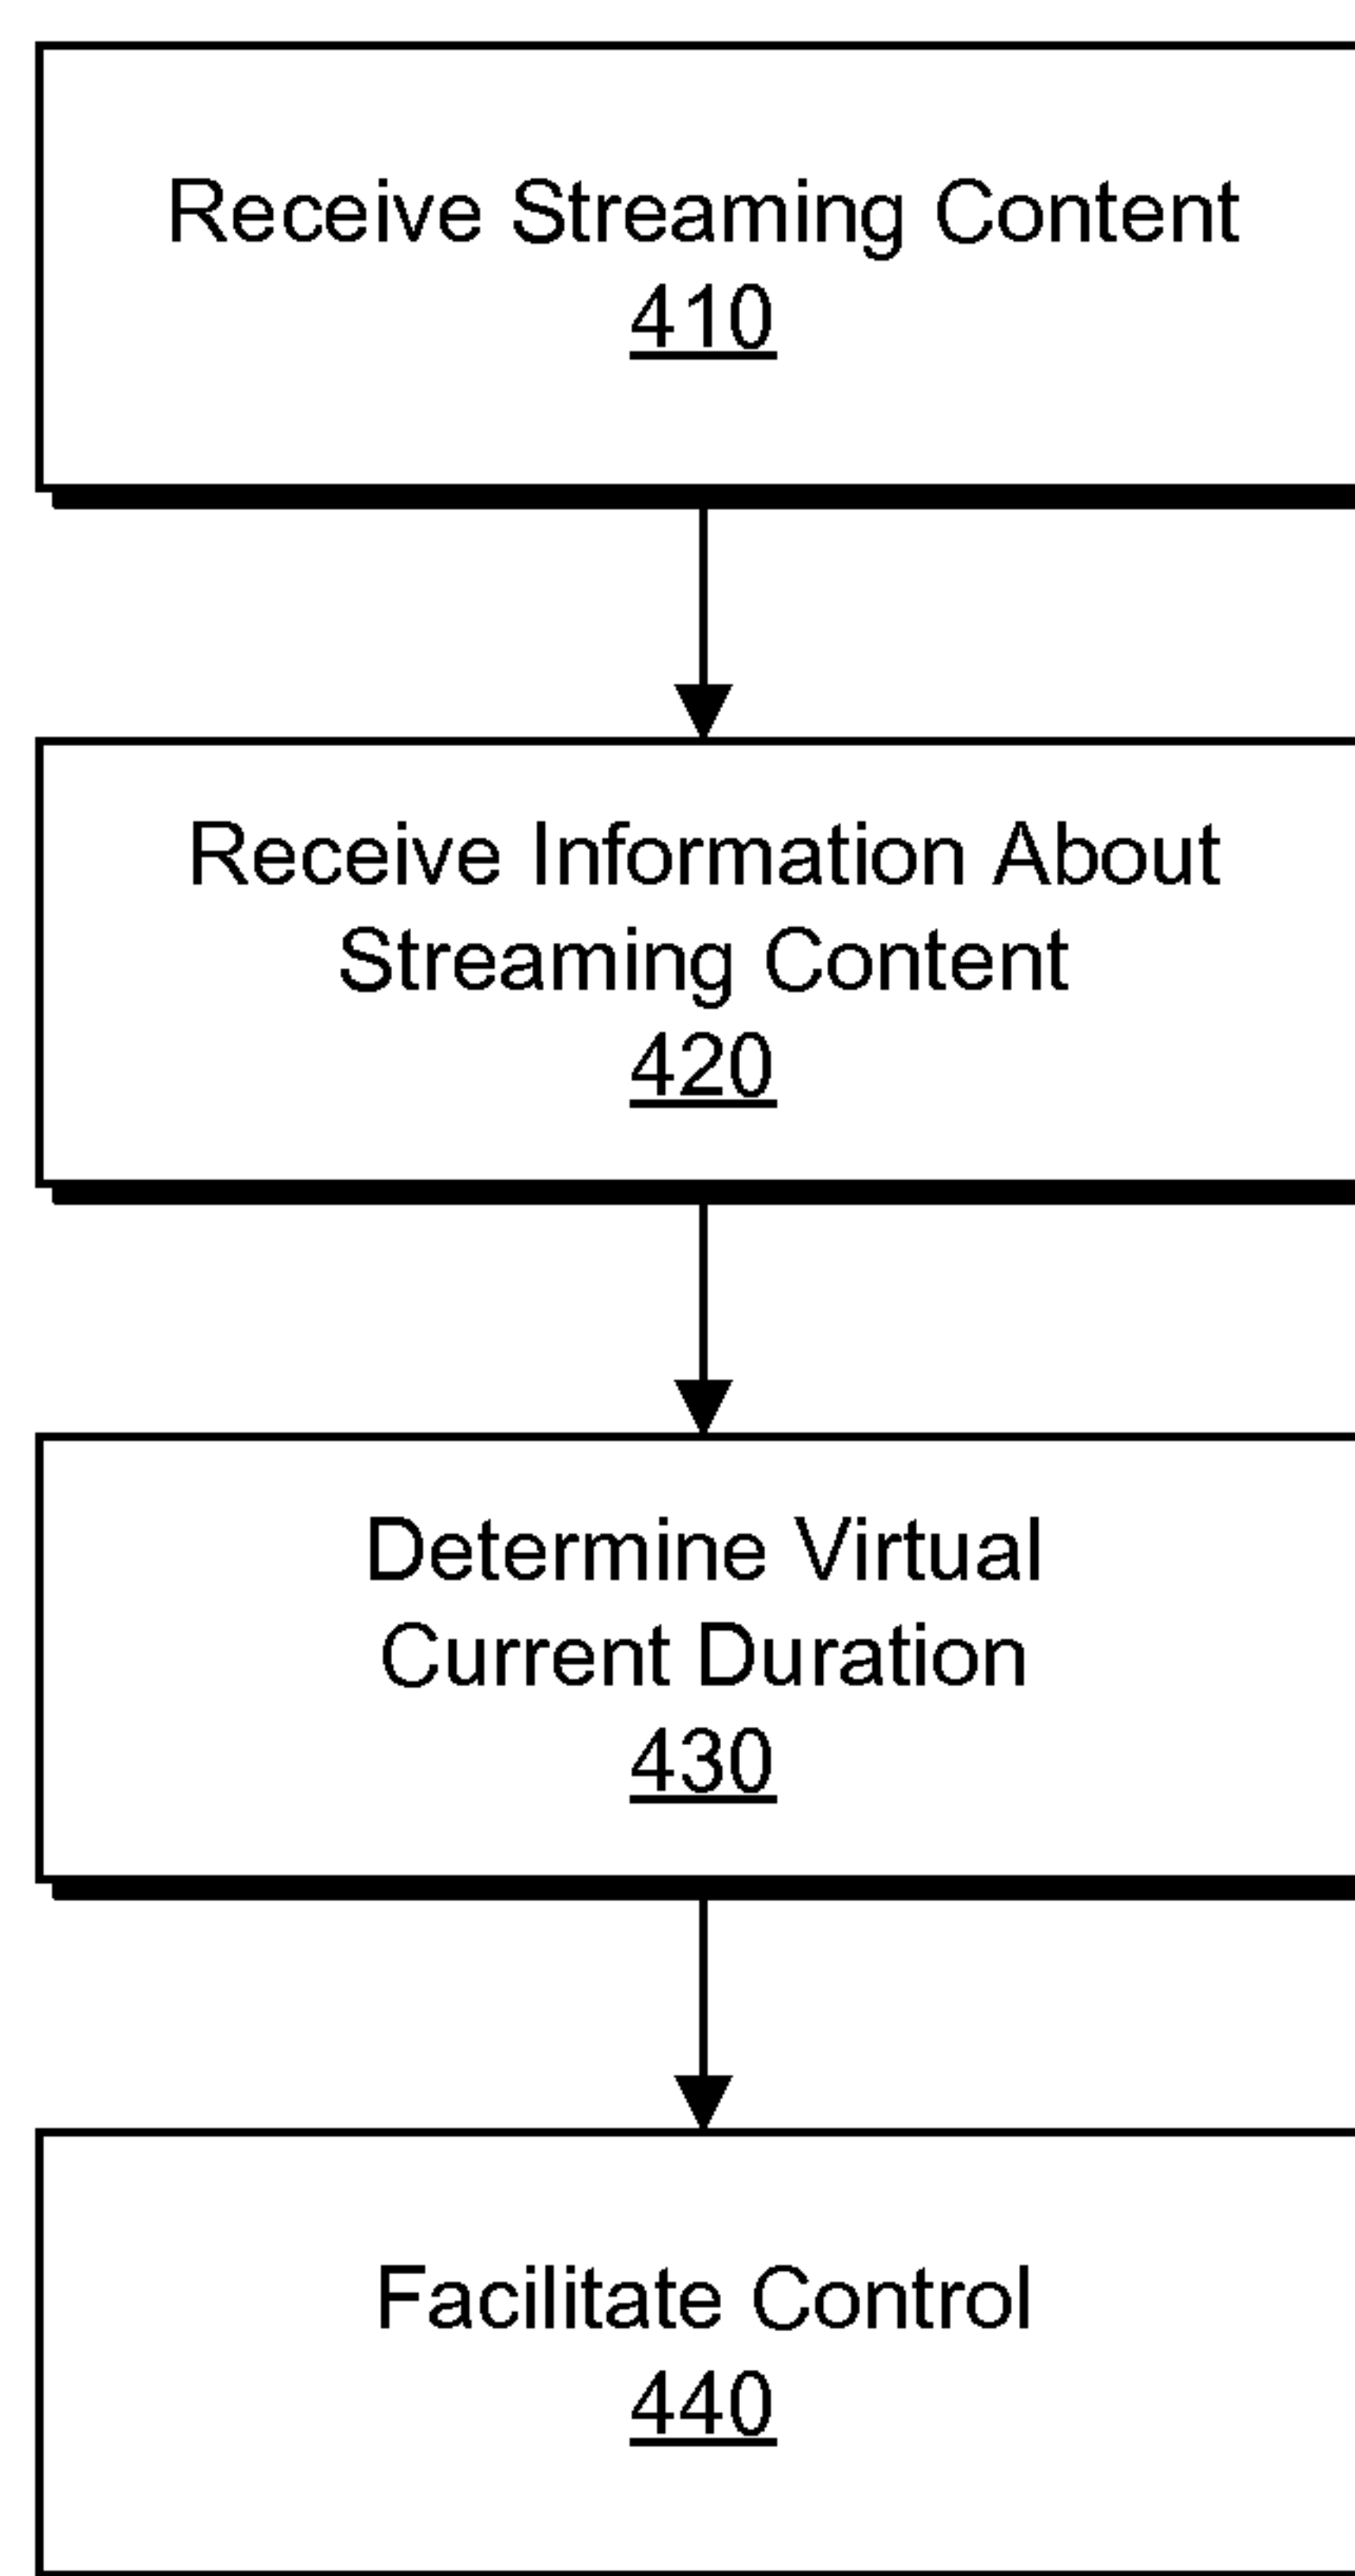 Receive Streaming Content
410
Receive Information About
Streaming Content
420
Determine Virtual
Current Duration
430
Facilitate Control
440